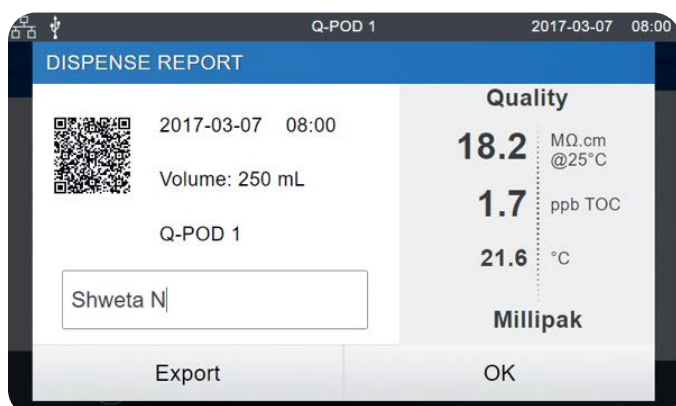 Q-POD 1 2017-03-07 08:00
DISPENSE REPORT
2017-03-07 08:00
Volume: 250 mL
Q-POD 1
Shweta N
Quality
18.2 MΩ.cm @25°C
1.7 ppb TOC
21.6 °C
Millipak
Export OK